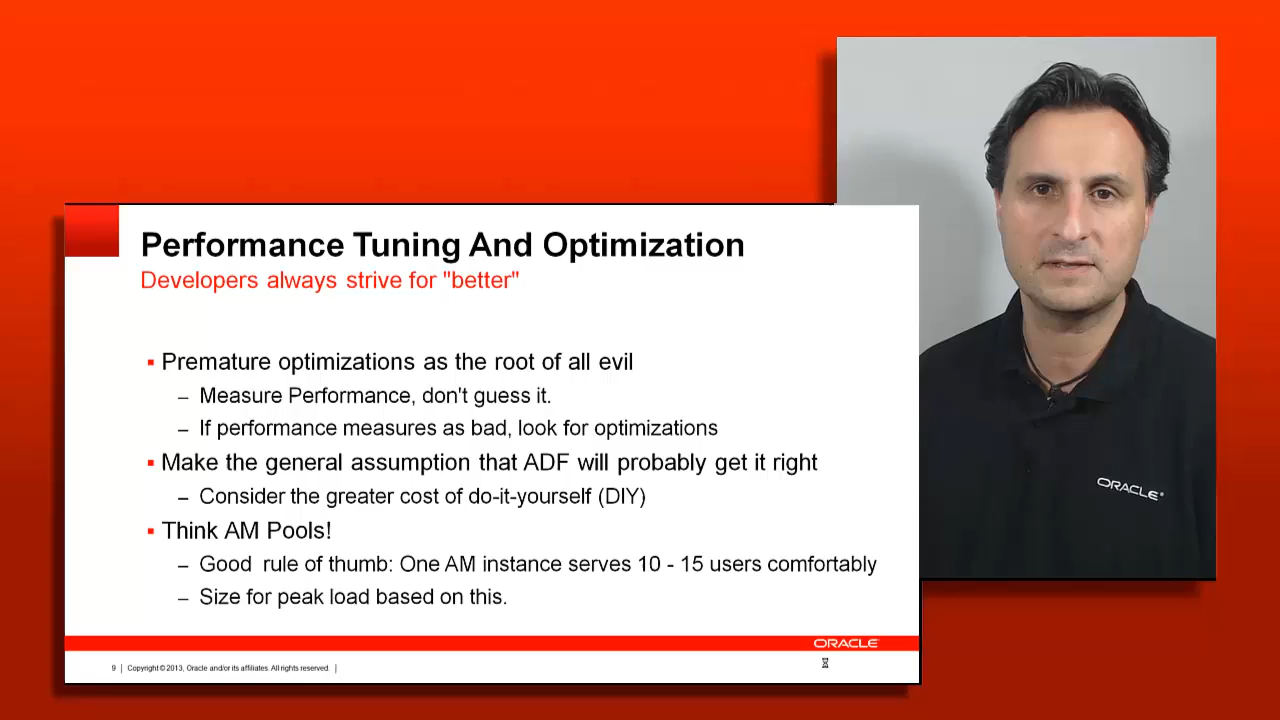 Performance Tuning And Optimization
Developers always strive for "better"
Premature optimizations as the root of all evil
– Measure Performance, don't guess it.
– If performance measures as bad, look for optimizations
Make the general assumption that ADF will probably get it right
– Consider the greater cost of do-it-yourself (DIY)
Think AM Pools!
– Good rule of thumb: One AM instance serves 10 - 15 users comfortably
– Size for peak load based on this.
ORACLE
9 | Copyright © 2013, Oracle and/or its affiliates. All rights reserved. |
ORACLE®